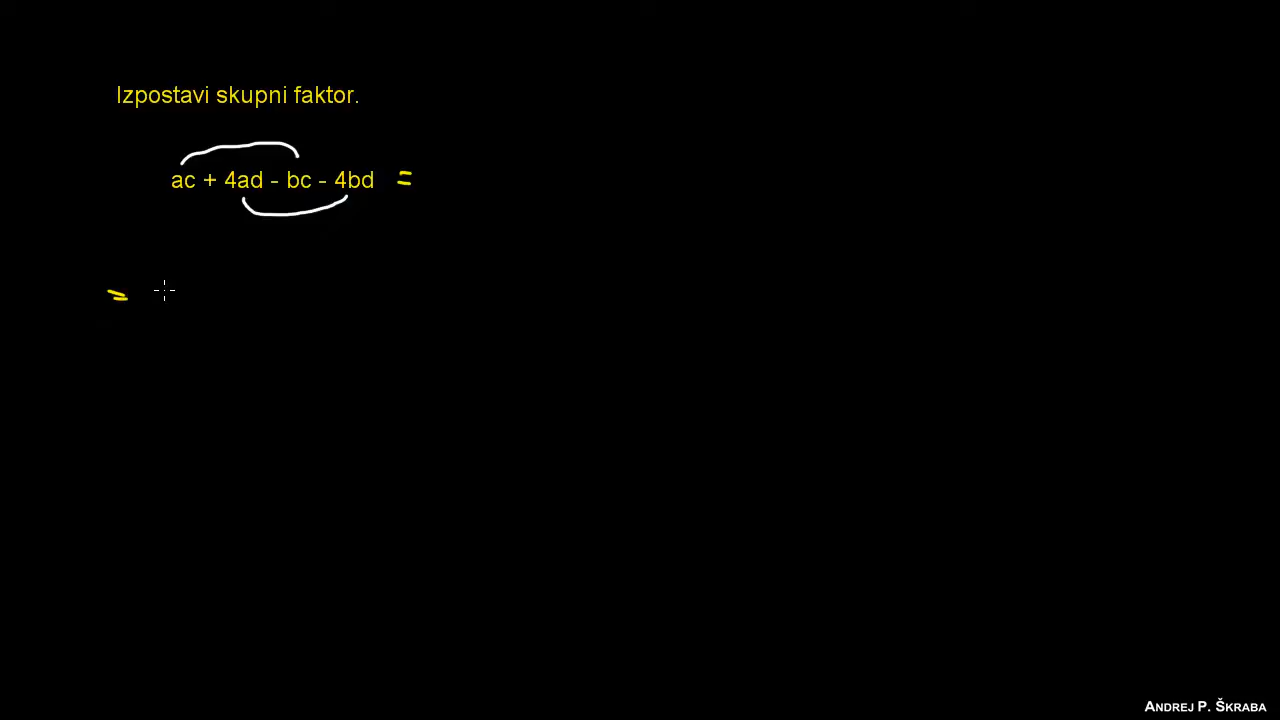 Izpostavi skupni faktor.
ac + 4ad - bc - 4bd =
=
ANDREJ P. ŠKRABA